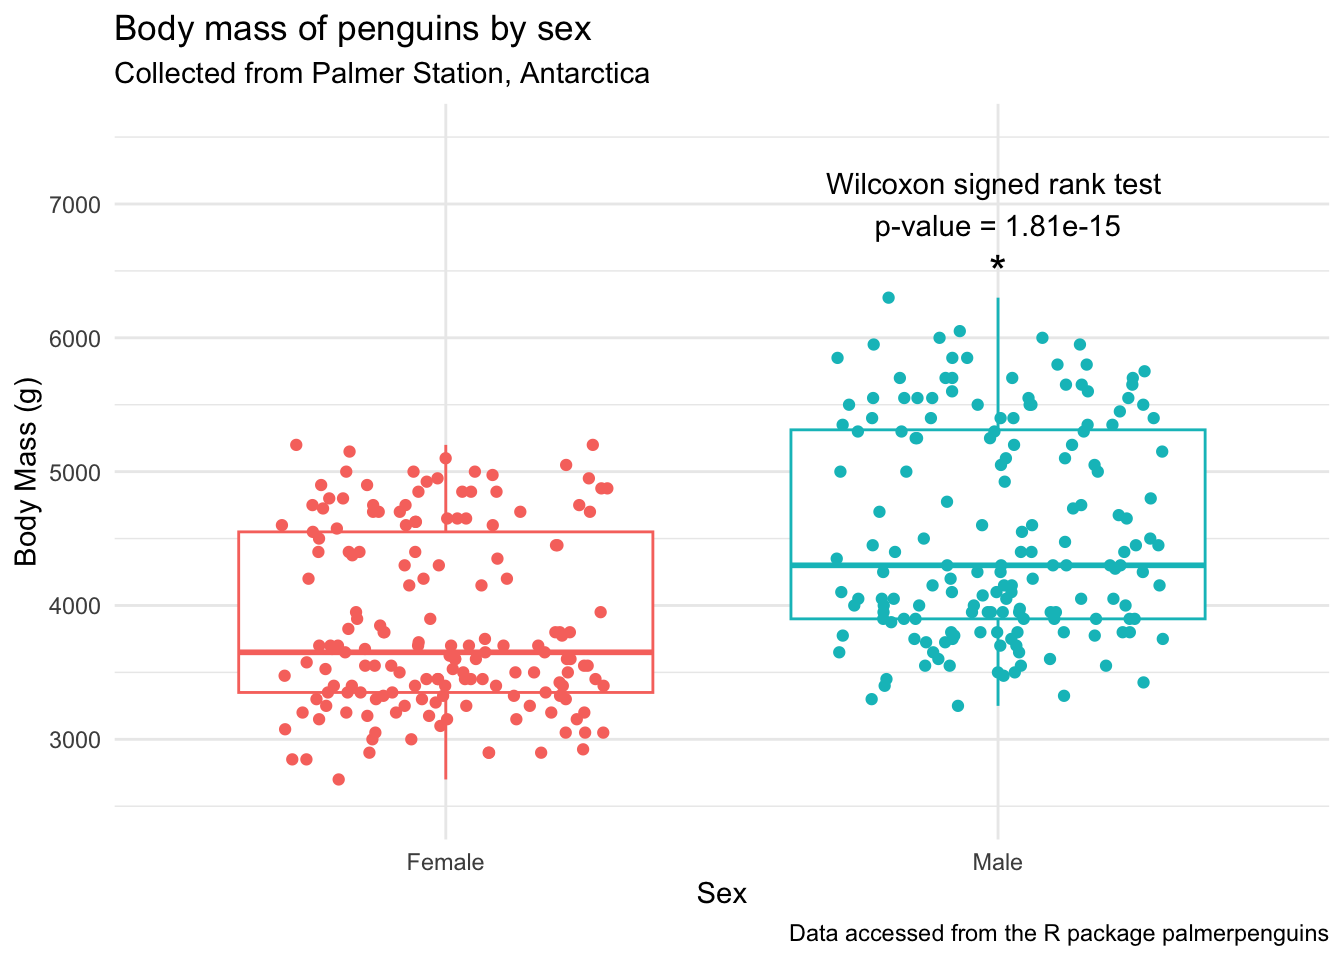 Body mass of penguins by sex
Collected from Palmer Station, Antarctica
Wilcoxon signed rank test
p-value = 1.81e-15
*
7000
6000
5000
4000
3000
Body Mass (g)
Female
Male
Sex
Data accessed from the R package palmerpenguins